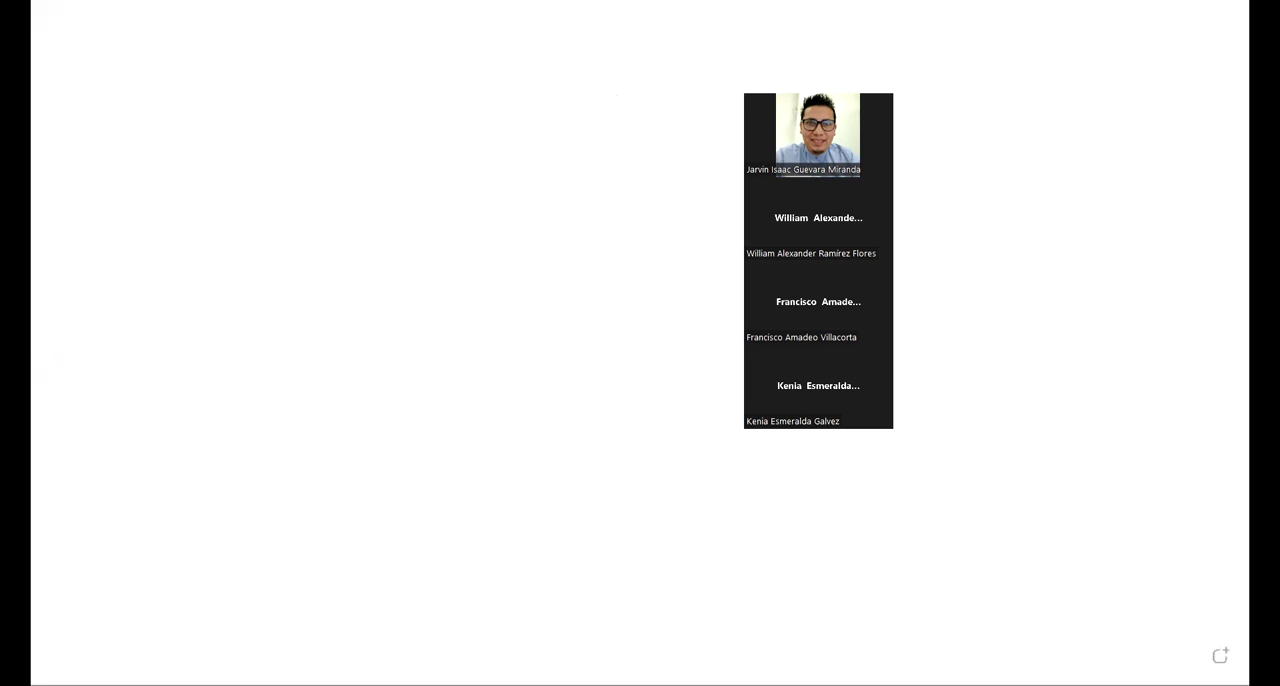 Jarvin Isaac Guevara Miranda
William Alexande...
William Alexander Ramírez Flores
Francisco Amade...
Francisco Amadeo Villacorta
Kenia Esmeralda...
Kenia Esmeralda Galvez